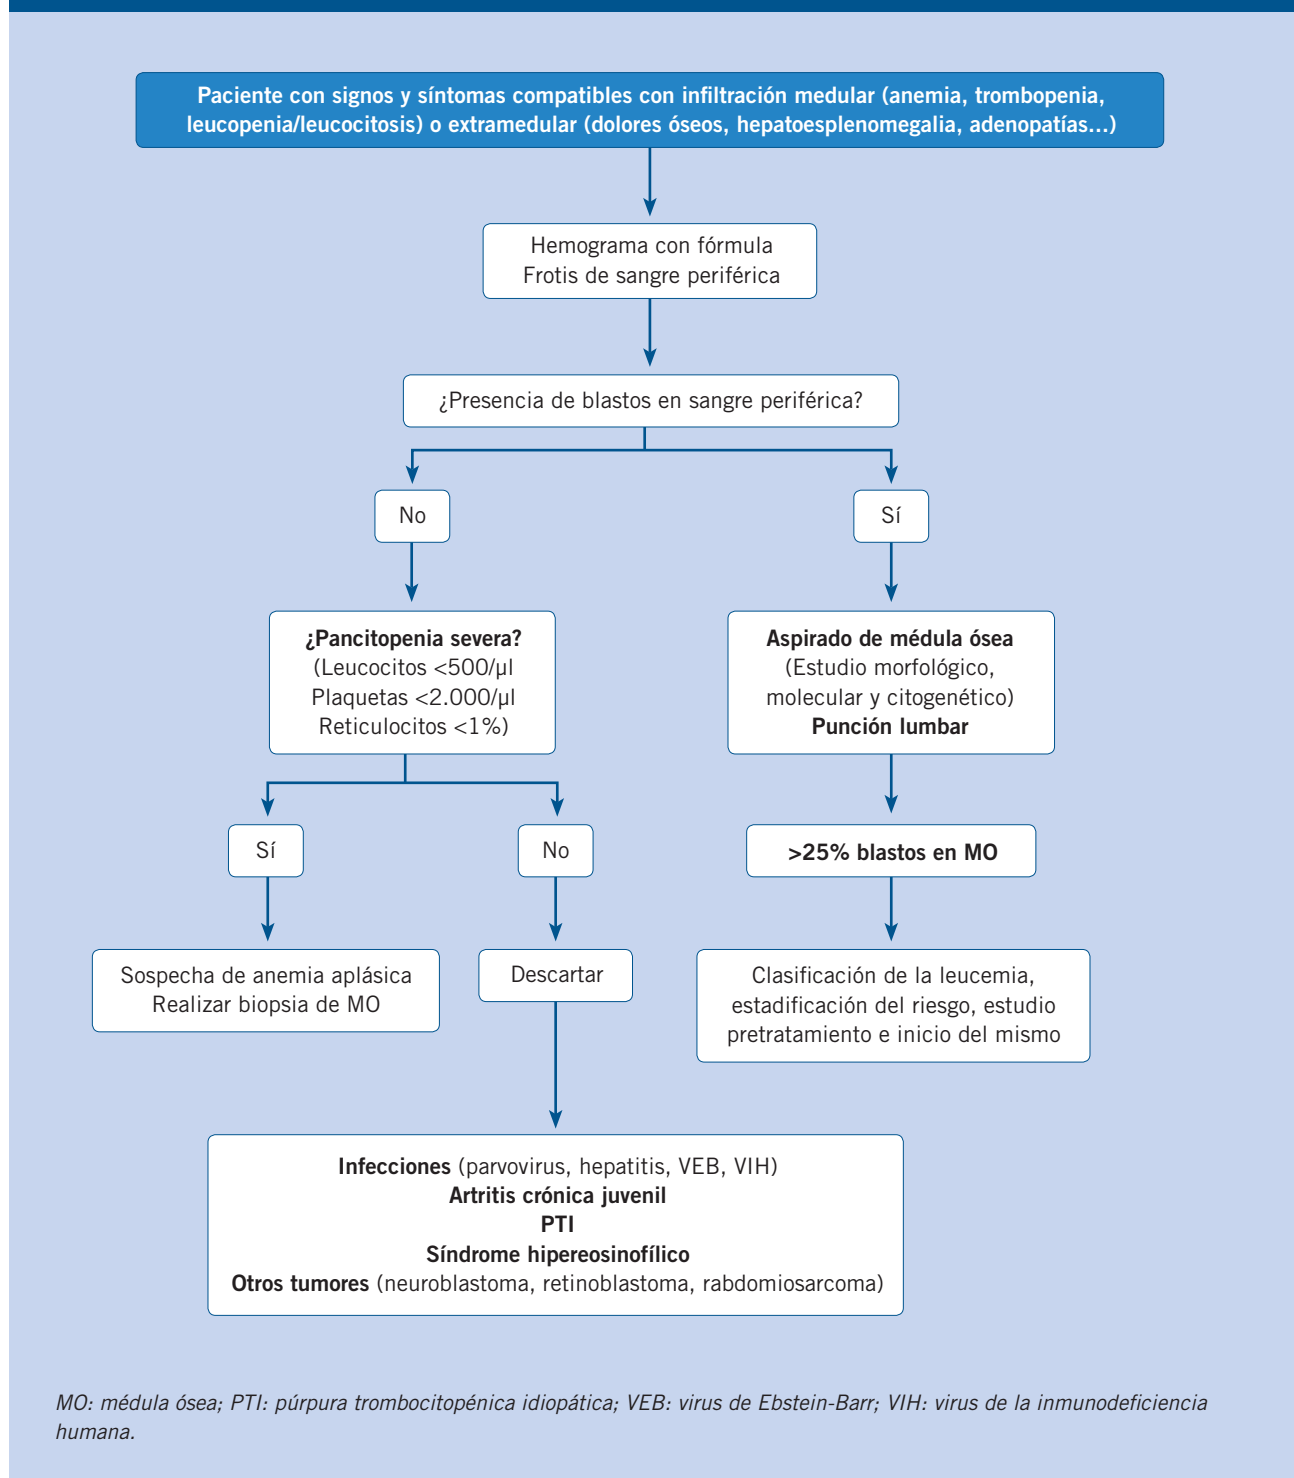 Paciente con signos y síntomas compatibles con infiltración medular (anemia, trombopenia,
leucopenia/leucocitosis) o extramedular (dolores óseos, hepatoesplenomegalia, adenopatías...)
Hemograma con fórmula
Frotis de sangre periférica
¿Presencia de blastos en sangre periférica?
No
Sí
¿Pancitopenia severa?
(Leucocitos <500/µl
Plaquetas <2.000/µl
Reticulocitos <1%)
Aspirado de médula ósea
(Estudio morfológico,
molecular y citogenético)
Punción lumbar
Sí
No
>25% blastos en MO
Sospecha de anemia aplásica
Realizar biopsia de MO
Descartar
Clasificación de la leucemia,
estadificación del riesgo, estudio
pretratamiento e inicio del mismo
Infecciones (parvovirus, hepatitis, VEB, VIH)
Artritis crónica juvenil
PTI
Síndrome hipereosinofílico
Otros tumores (neuroblastoma, retinoblastoma, rabdomiosarcoma)
MO: médula ósea; PTI: púrpura trombocitopénica idiopática; VEB: virus de Ebstein-Barr; VIH: virus de la inmunodeficiencia
humana.